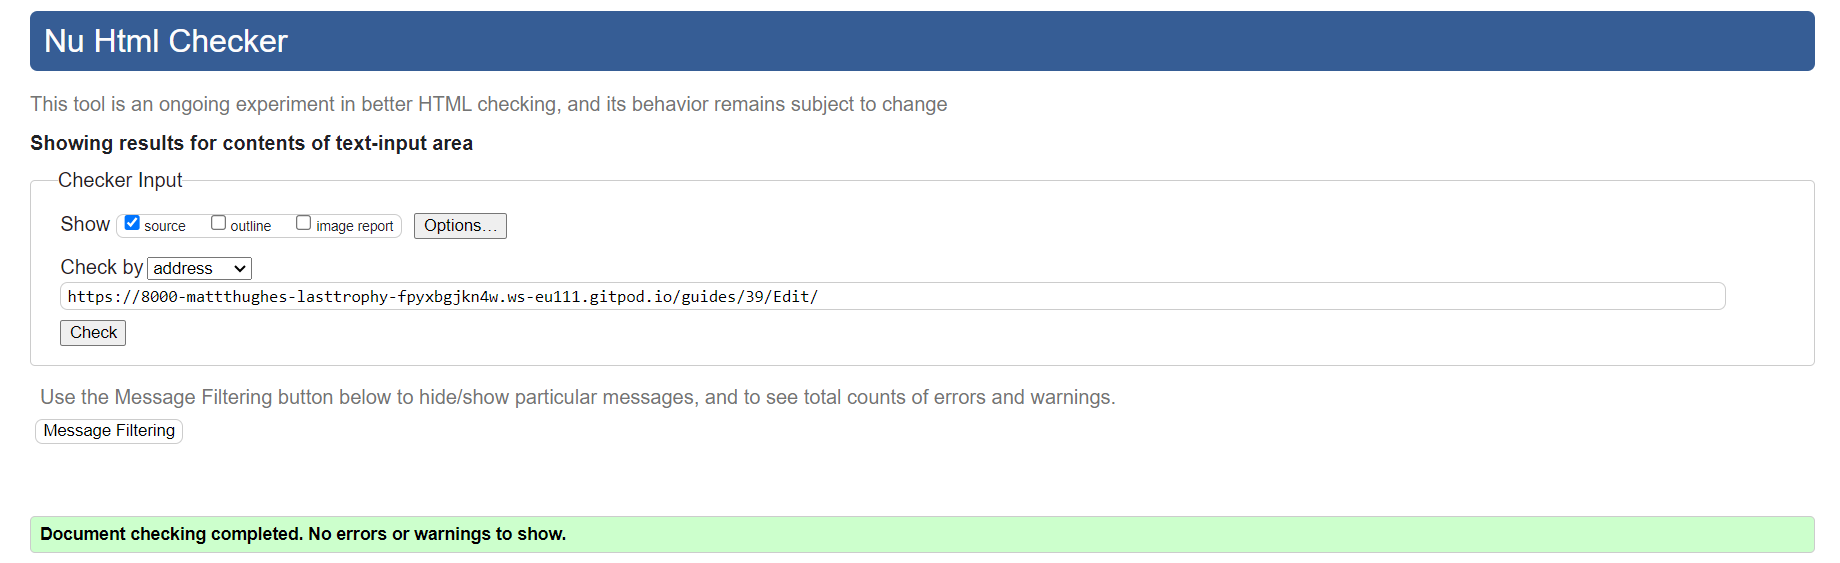 Nu Html Checker
This tool is an ongoing experiment in better HTML checking, and its behavior remains subject to change
Showing results for contents of text-input area
Checker Input
Show source outline image report Options...
Check by address
https://8000-mattthughes-lasttrophy-fpyxbgjkn4w.ws-eu111.gitpod.io/guides/39/Edit/
Check
Use the Message Filtering button below to hide/show particular messages, and to see total counts of errors and warnings.
Message Filtering
Document checking completed. No errors or warnings to show.